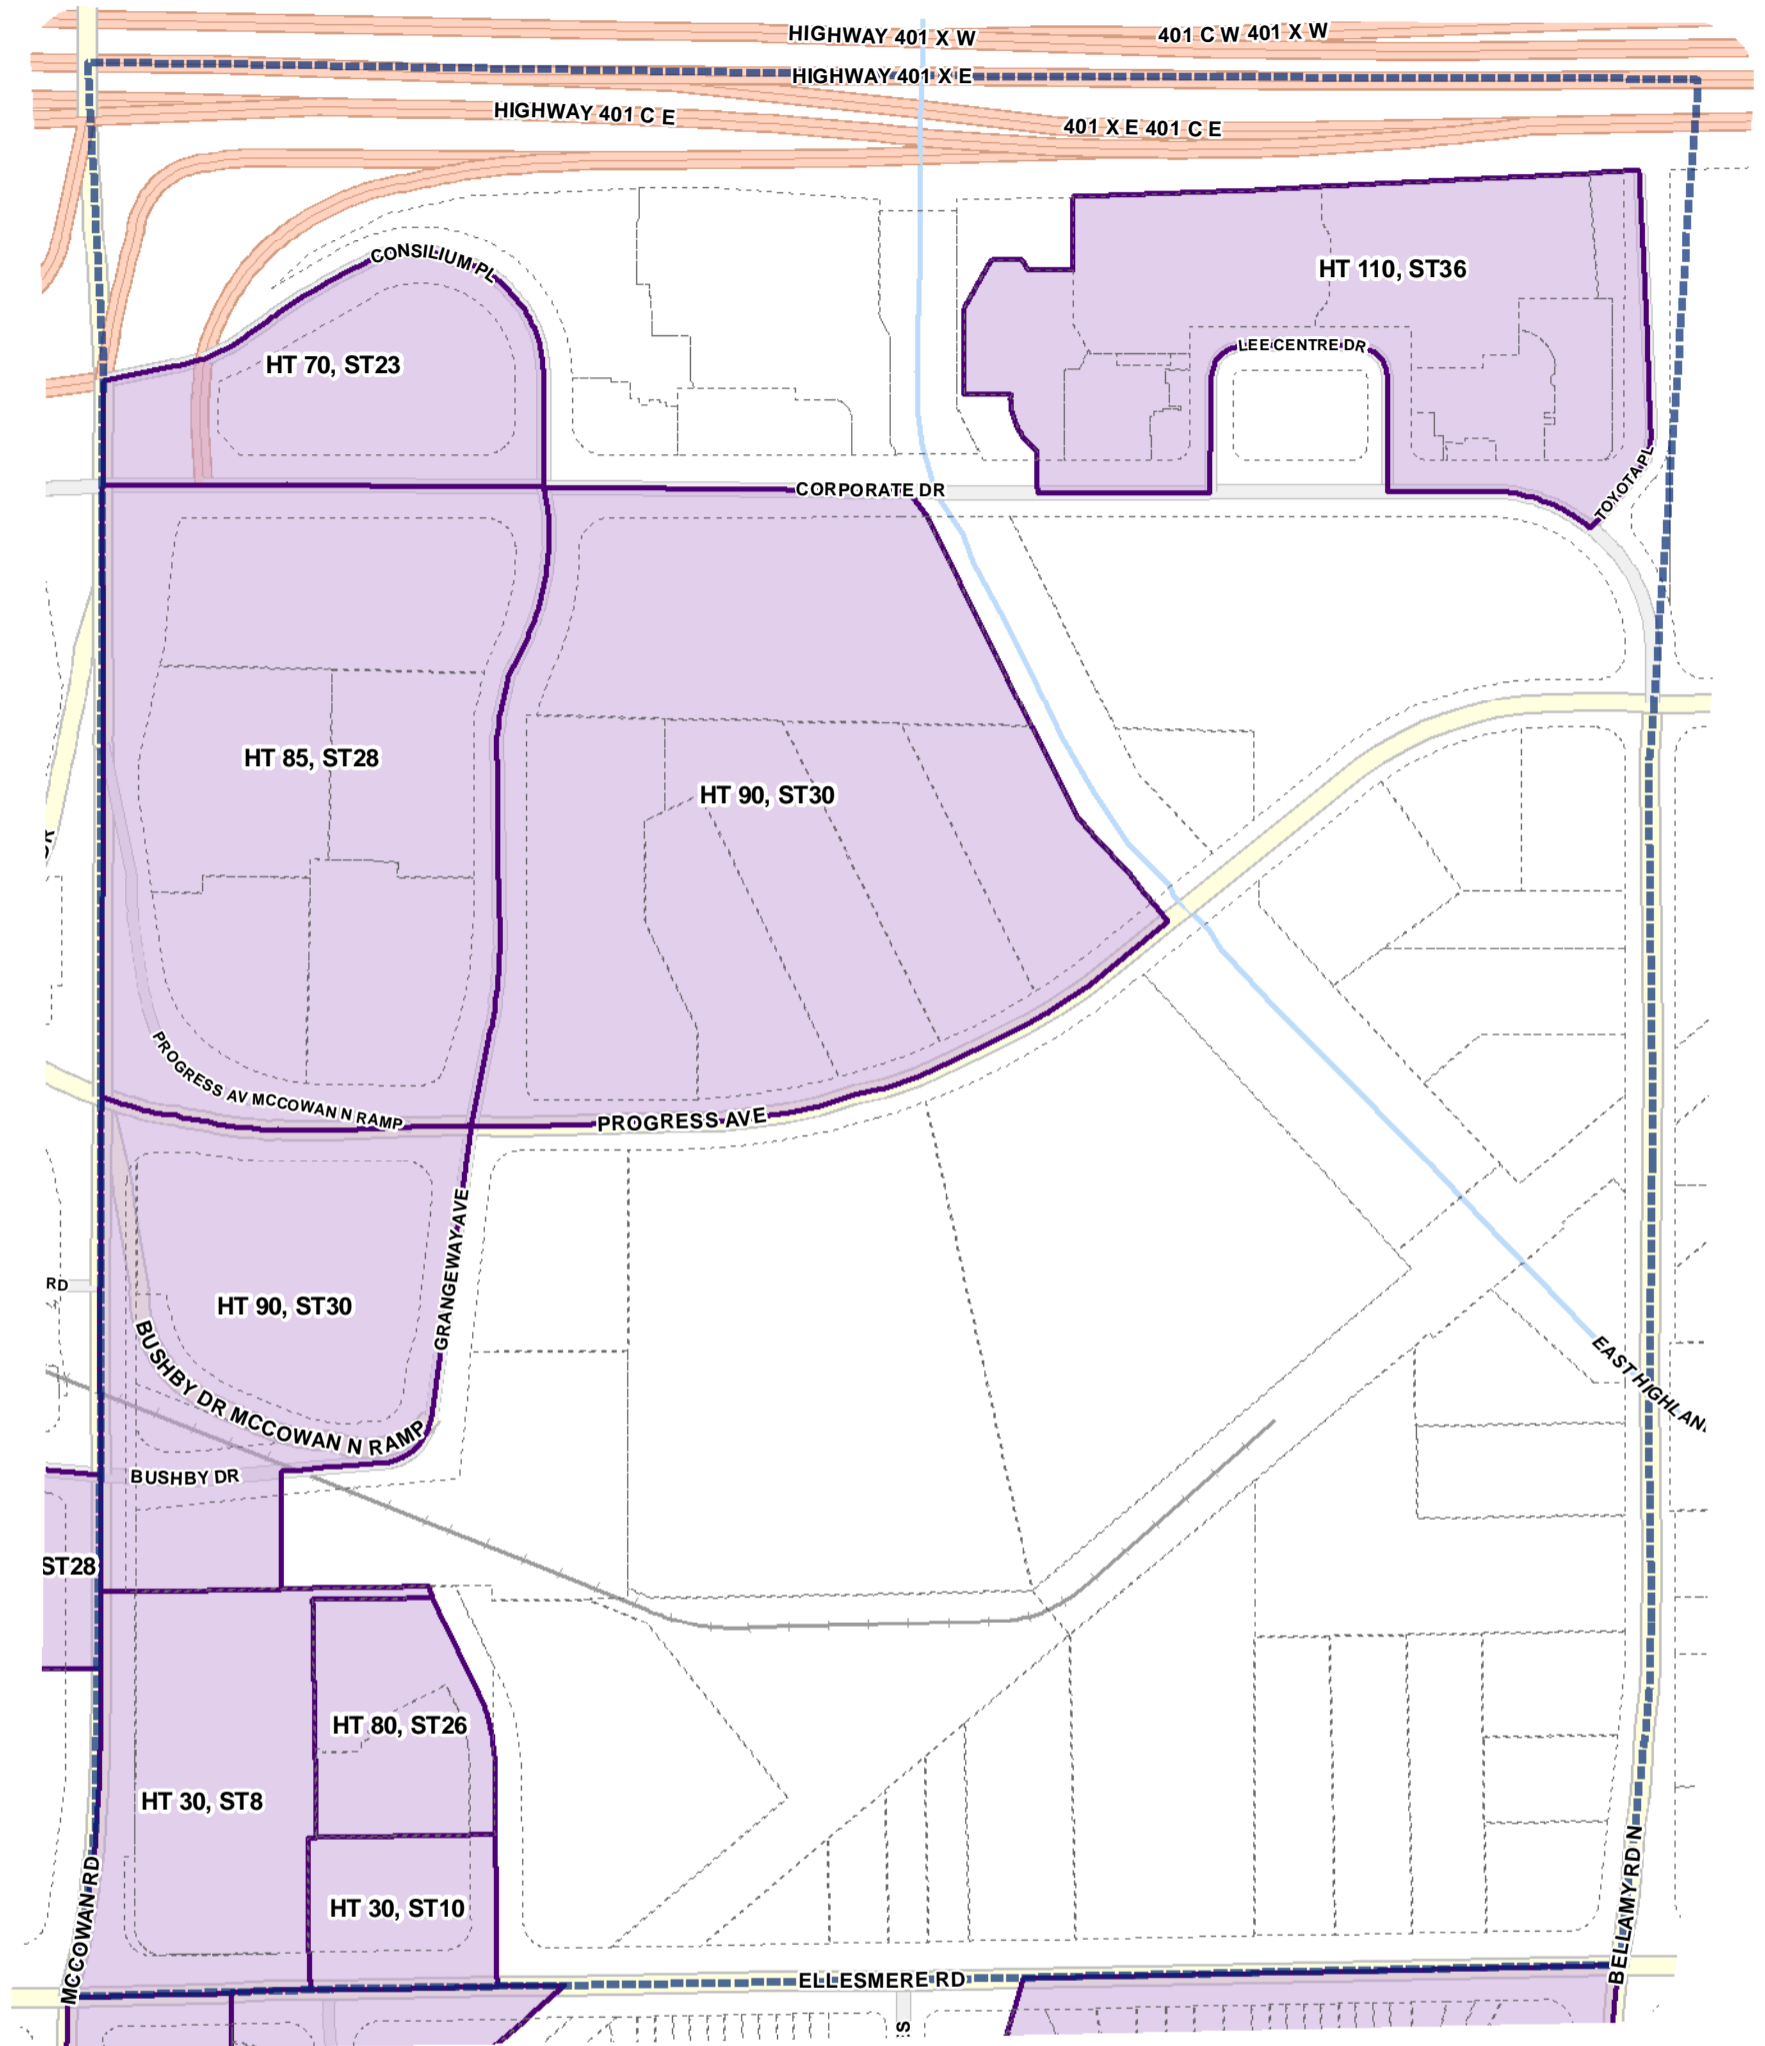 HIGHWAY 401 X W
401 C W 401 X W
HIGHWAY 401 X E
HIGHWAY 401 C E
401 X E 401 C E
CONSILIUM PL
HT 110, ST36
LEE CENTRE DR
HT 70, ST23
CORPORATE DR
TOYOTA PL
HT 85, ST28
HT 90, ST30
PROGRESS AV MCCOWAN N RAMP
PROGRESS AVE
GRANGEWAY AVE
RD
HT 90, ST30
BUSHBY DR MCCOWAN N RAMP
EAST HIGHLAN
BUSHBY DR
ST28
HT 80, ST26
HT 30, ST8
HT 30, ST10
MCCOWAN RD
BELLAMY RD N
ELLESMERE RD